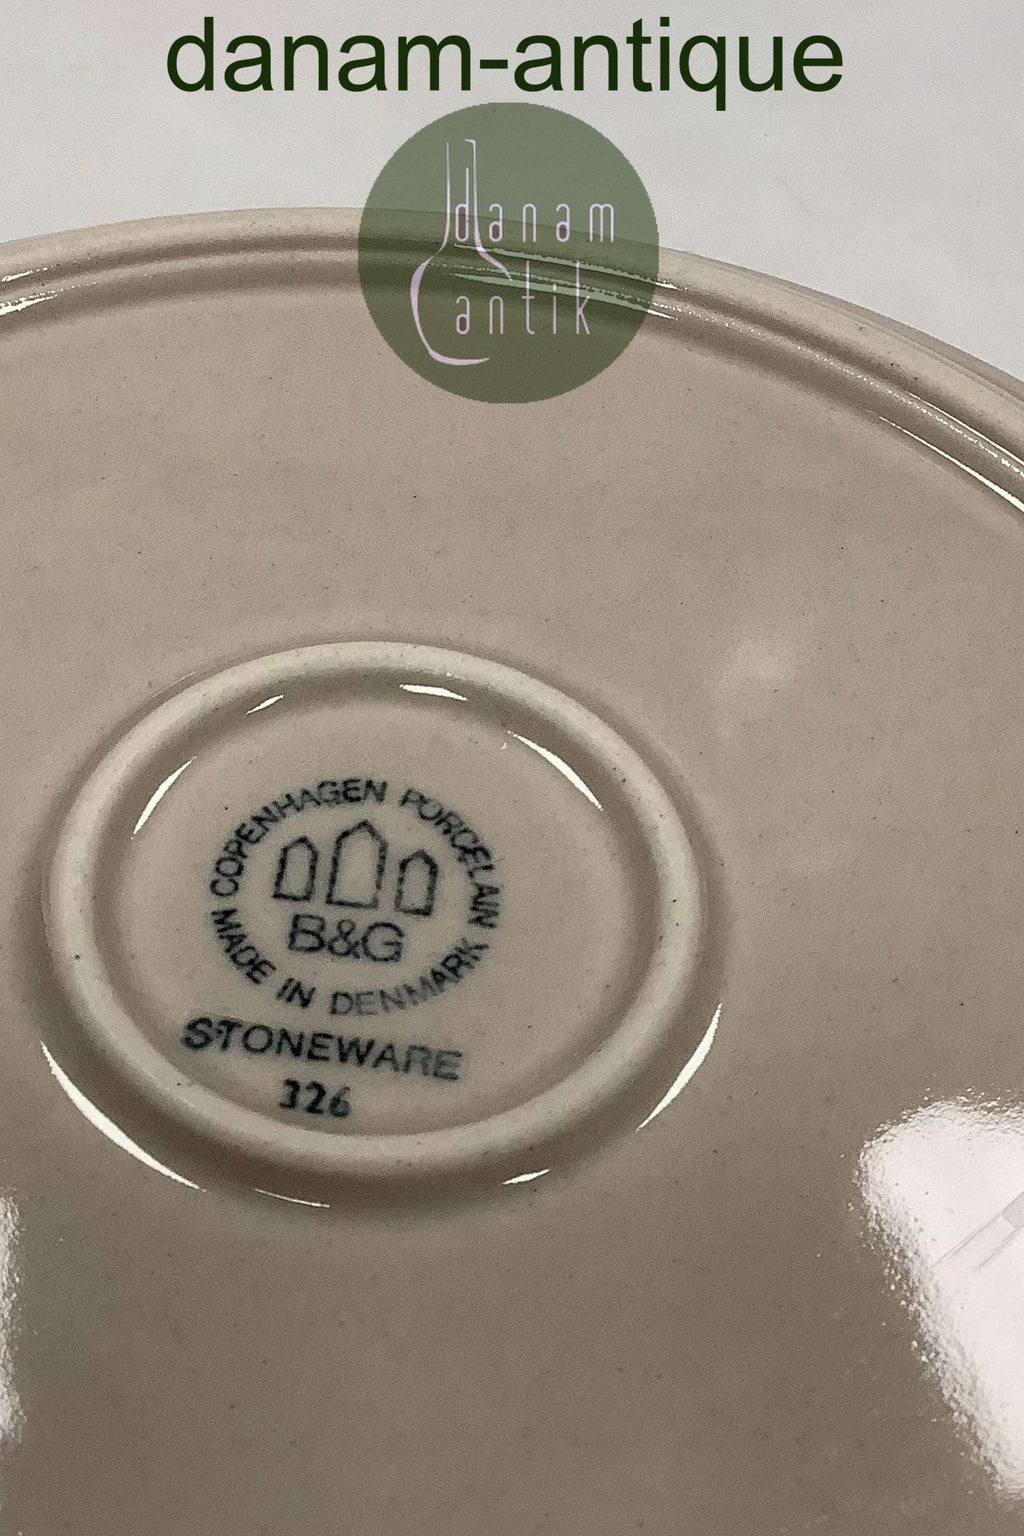 danam-antique
danam
antik
COPENHAGEN PORCELAIN
B&G
MADE IN DENMARK
STONEWARE
326